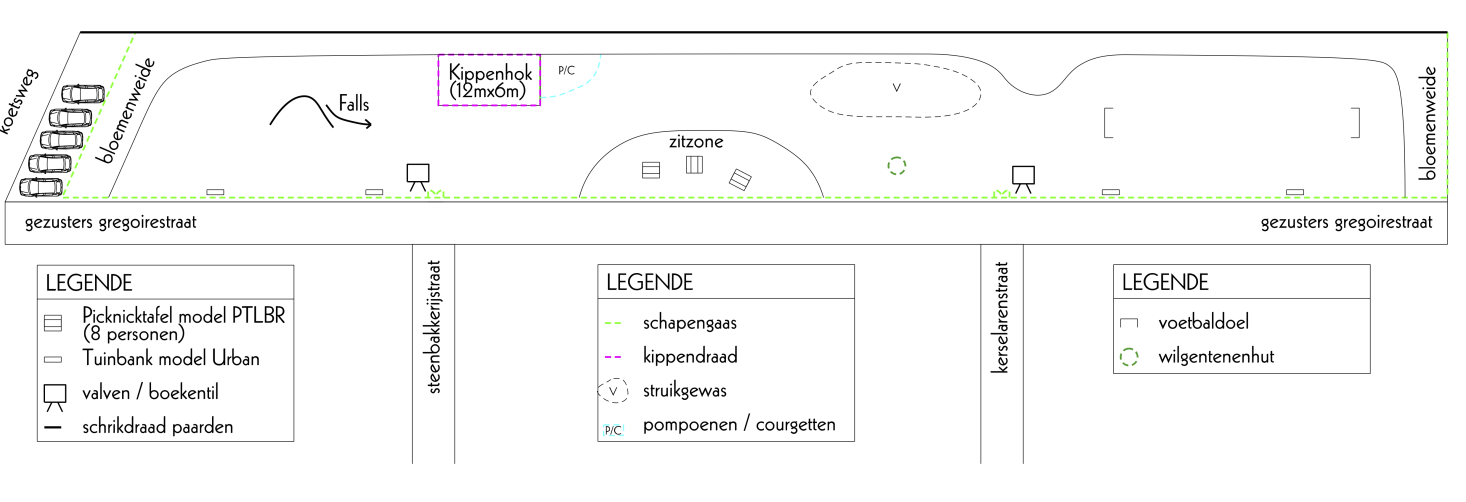 koetsweg
bloemenweide
Falls
Kippenhok
(12mx6m)
P/C
zitzone
V
bloemenweide
gezusters gregoirestraat
gezusters gregoirestraat
steenbakkerijstraat
kerselarenstraat
LEGENDE
Picknicktafel model PTLBR
(8 personen)
Tuinbank model Urban
valven / boekentil
schrikdraad paarden
LEGENDE
schapengaas
kippendraad
V
struikgewas
P/C
pompoenen / courgetten
LEGENDE
voetbaldoel
wilgentenenhut